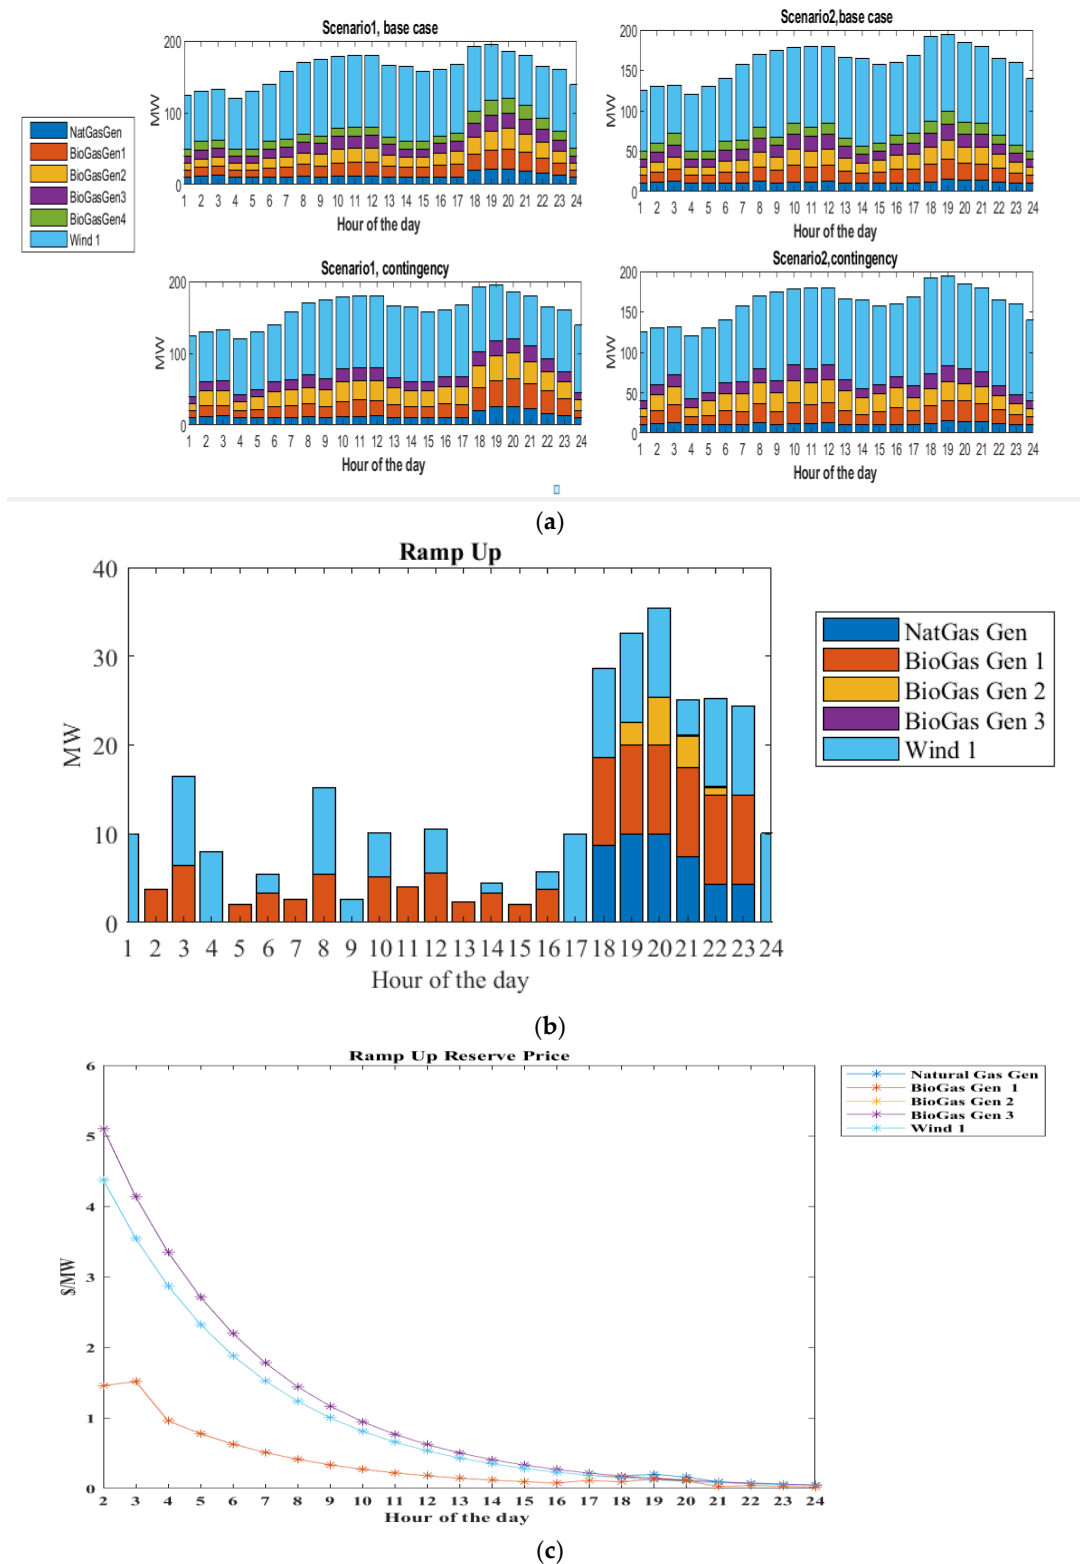 Scenario1, base case
200
100
0
MW
1 2 3 4 5 6 7 8 9 10 11 12 13 14 15 16 17 18 19 20 21 22 23 24
Hour of the day
Scenario2,base case
200
150
100
50
0
MW
1 2 3 4 5 6 7 8 9 10 11 12 13 14 15 16 17 18 19 20 21 22 23 24
Hour of the day
NatGasGen
BioGasGen1
BioGasGen2
BioGasGen3
BioGasGen4
Wind 1
Scenario1, contingency
200
100
0
MW
1 2 3 4 5 6 7 8 9 10 11 12 13 14 15 16 17 18 19 20 21 22 23 24
Hour of the day
Scenario2,contingency
200
150
100
50
0
MW
1 2 3 4 5 6 7 8 9 10 11 12 13 14 15 16 17 18 19 20 21 22 23 24
Hour of the day
(a)
Ramp Up
40
30
20
10
0
MW
1 2 3 4 5 6 7 8 9 10 11 12 13 14 15 16 17 18 19 20 21 22 23 24
Hour of the day
NatGas Gen
BioGas Gen 1
BioGas Gen 2
BioGas Gen 3
Wind 1
(b)
Ramp Up Reserve Price
6
5
4
3
2
1
0
$/MW
2 3 4 5 6 7 8 9 10 11 12 13 14 15 16 17 18 19 20 21 22 23 24
Hour of the day
Natural Gas Gen
BioGas Gen 1
BioGas Gen 2
BioGas Gen 3
Wind 1
(c)